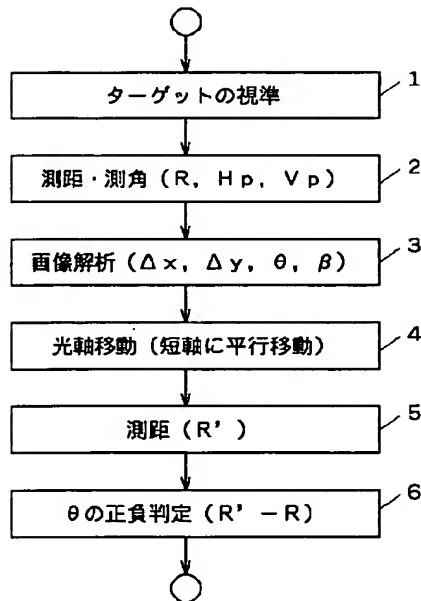 1
ターゲットの視準
2
測距・測角(R,Hp,Vp)
3
画像解析(Δx,Δy,θ,β)
4
光軸移動(短軸に平行移動)
5
測距(R')
6
θの正負判定(R'-R)